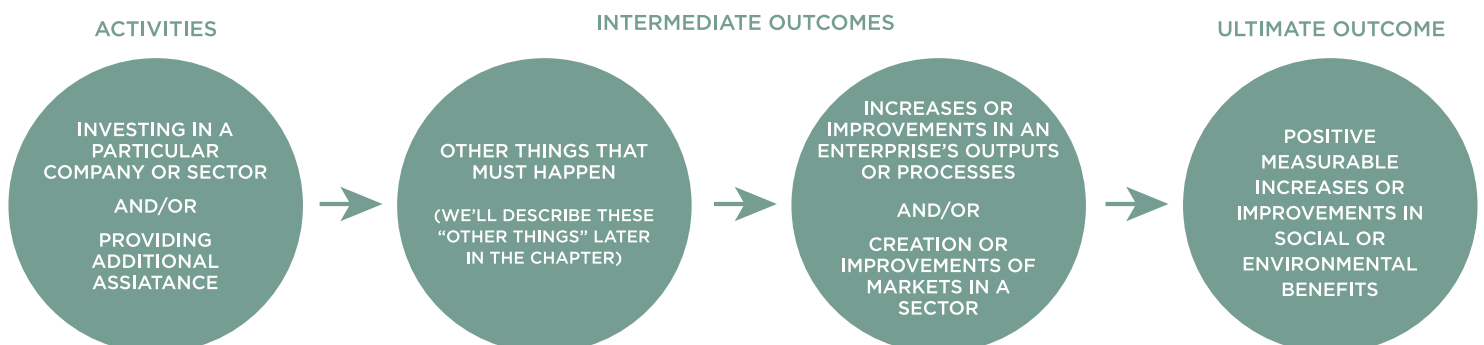 ACTIVITIES
INTERMEDIATE OUTCOMES
ULTIMATE OUTCOME
INVESTING IN A
PARTICULAR
COMPANY OR SECTOR
AND/OR
PROVIDING
ADDITIONAL
ASSIATANCE
OTHER THINGS THAT
MUST HAPPEN
(WE’LL DESCRIBE THESE
“OTHER THINGS” LATER
IN THE CHAPTER)
INCREASES OR
IMPROVEMENTS IN AN
ENTERPRISE’S OUTPUTS
OR PROCESSES
AND/OR
CREATION OR
IMPROVEMENTS OF
MARKETS IN A
SECTOR
POSITIVE
MEASURABLE
INCREASES OR
IMPROVEMENTS IN
SOCIAL OR
ENVIRONMENTAL
BENEFITS